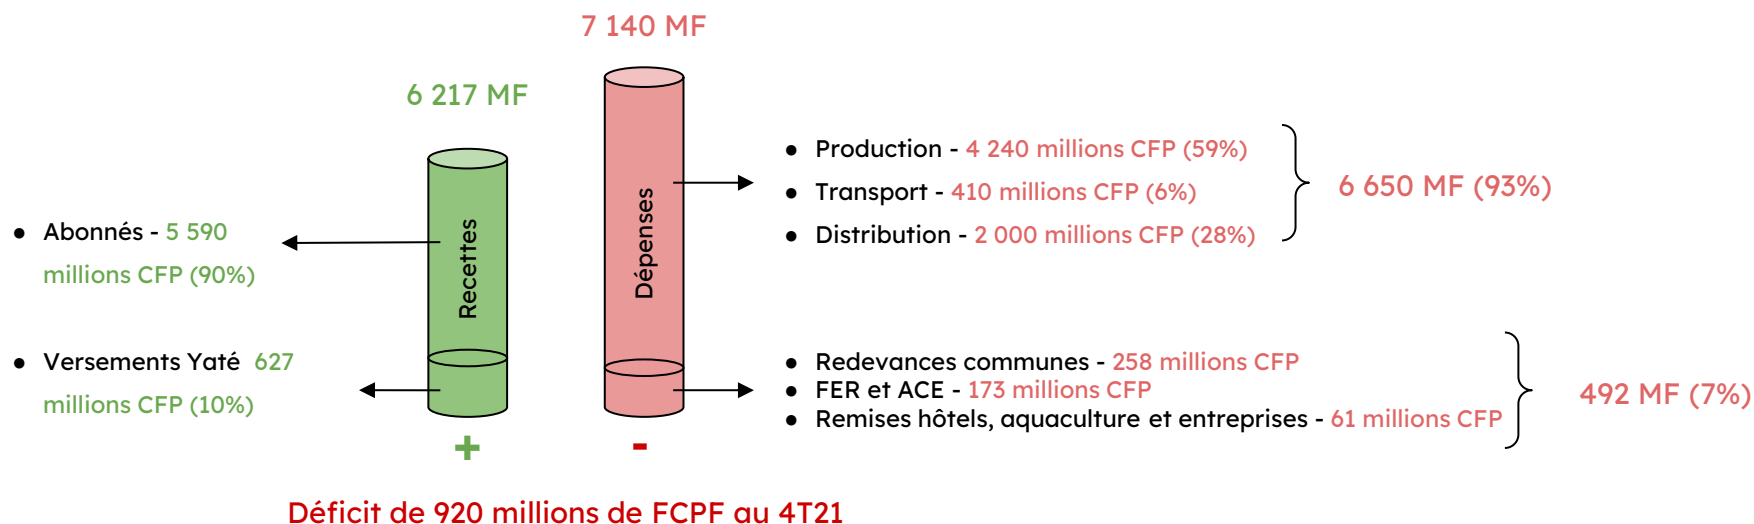 7 140 MF
6 217 MF
● Abonnés - 5 590
millions CFP (90%)
● Versements Yaté 627
millions CFP (10%)
Recettes
Dépenses
● Production - 4 240 millions CFP (59%)
● Transport - 410 millions CFP (6%)
● Distribution - 2 000 millions CFP (28%)
6 650 MF (93%)
● Redevances communes - 258 millions CFP
● FER et ACE - 173 millions CFP
● Remises hôtels, aquaculture et entreprises - 61 millions CFP
492 MF (7%)
+
-
Déficit de 920 millions de FCPF au 4T21